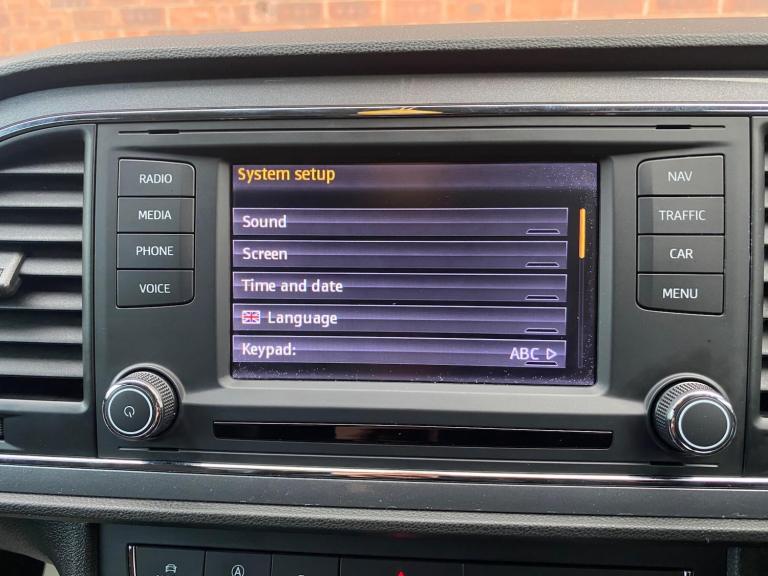 System setup
Sound
Screen
Time and date
Language
Keypad: ABC
RADIO
MEDIA
PHONE
VOICE
NAV
TRAFFIC
CAR
MENU
A